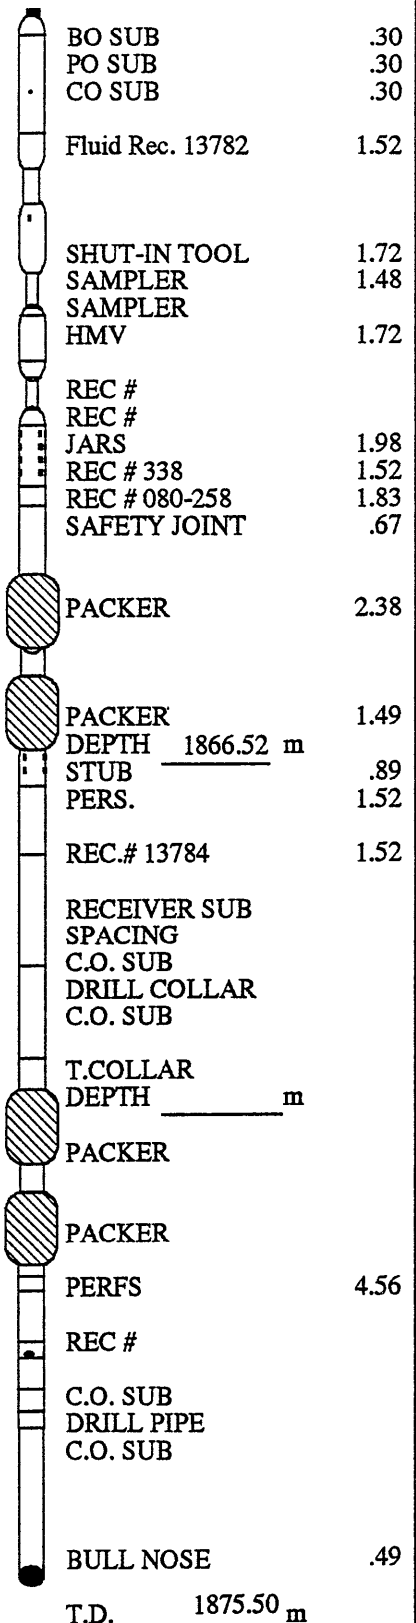 BO SUB .30
PO SUB .30
CO SUB .30
Fluid Rec. 13782 1.52
SHUT-IN TOOL 1.72
SAMPLER 1.48
SAMPLER
HMV 1.72
REC #
REC #
JARS 1.98
REC # 338 1.52
REC # 080-258 1.83
SAFETY JOINT .67
PACKER 2.38
PACKER 1.49
DEPTH 1866.52 m
STUB .89
PERS. 1.52
REC.# 13784 1.52
RECEIVER SUB
SPACING
C.O. SUB
DRILL COLLAR
C.O. SUB
T.COLLAR
DEPTH m
PACKER
PACKER
PERFS 4.56
REC #
C.O. SUB
DRILL PIPE
C.O. SUB
BULL NOSE .49
T.D. 1875.50 m